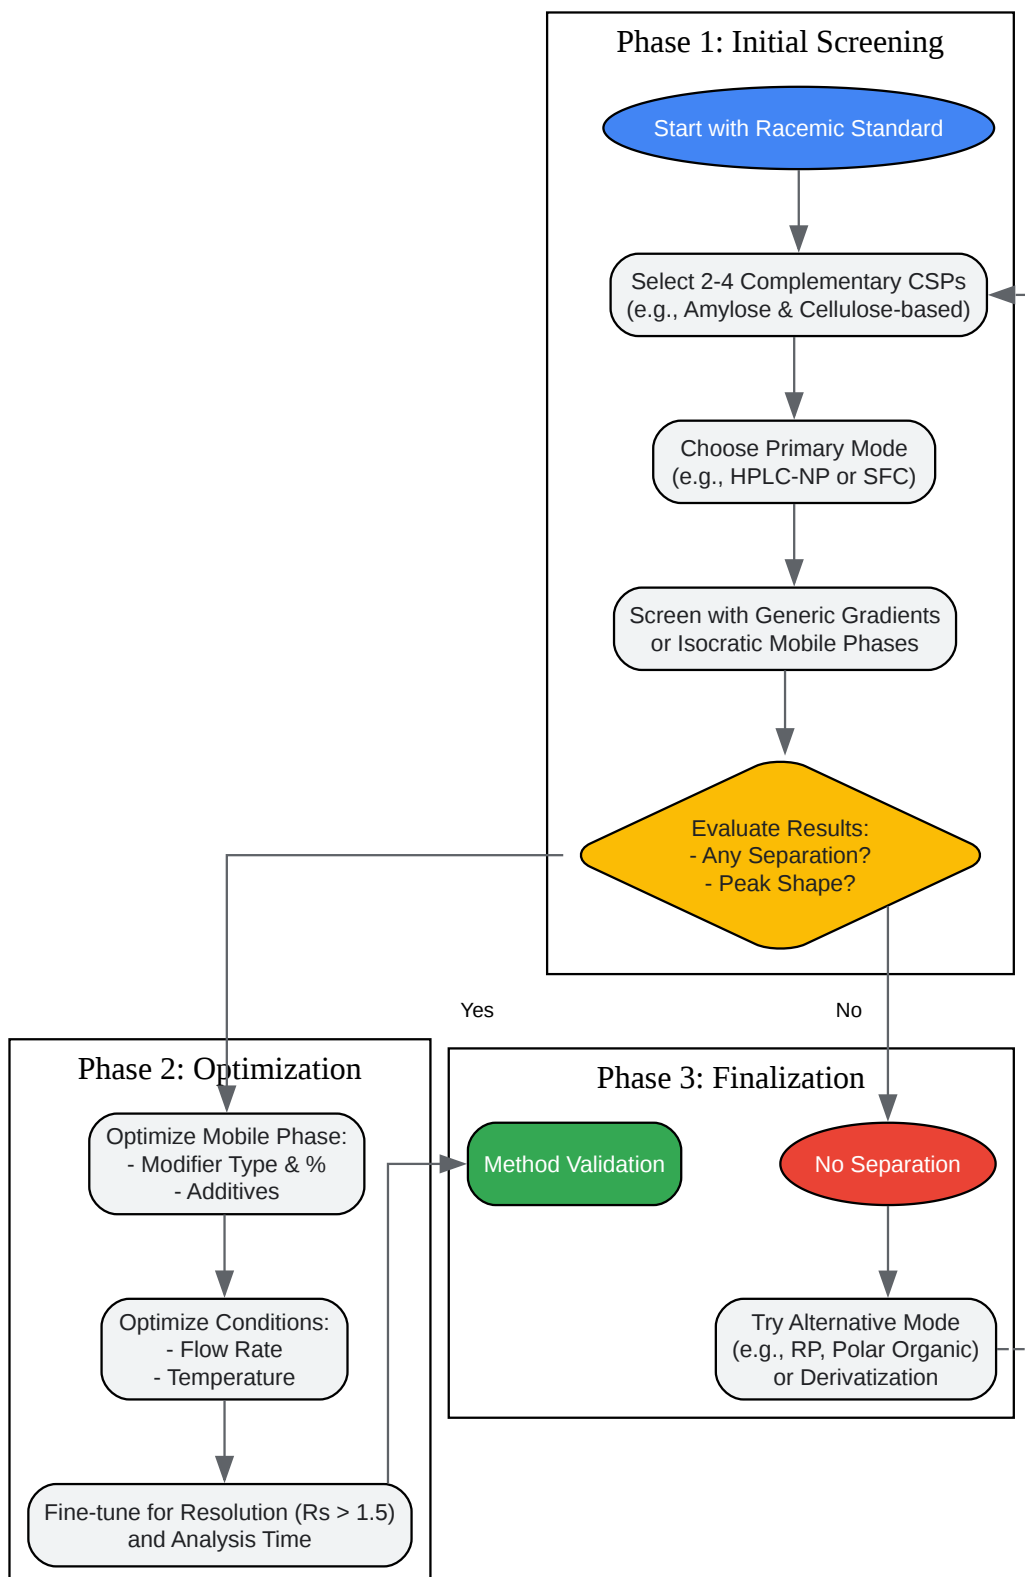 Phase 1: Initial Screening
Start with Racemic Standard
Select 2-4 Complementary CSPs
(e.g., Amylose & Cellulose-based)
Choose Primary Mode
(e.g., HPLC-NP or SFC)
Screen with Generic Gradients
or Isocratic Mobile Phases
Evaluate Results:
- Any Separation?
- Peak Shape?
Yes
No
Phase 2: Optimization
Optimize Mobile Phase:
- Modifier Type & %
- Additives
Optimize Conditions:
- Flow Rate
- Temperature
Fine-tune for Resolution (Rs > 1.5)
and Analysis Time
Phase 3: Finalization
Method Validation
No Separation
Try Alternative Mode
(e.g., RP, Polar Organic)
or Derivatization